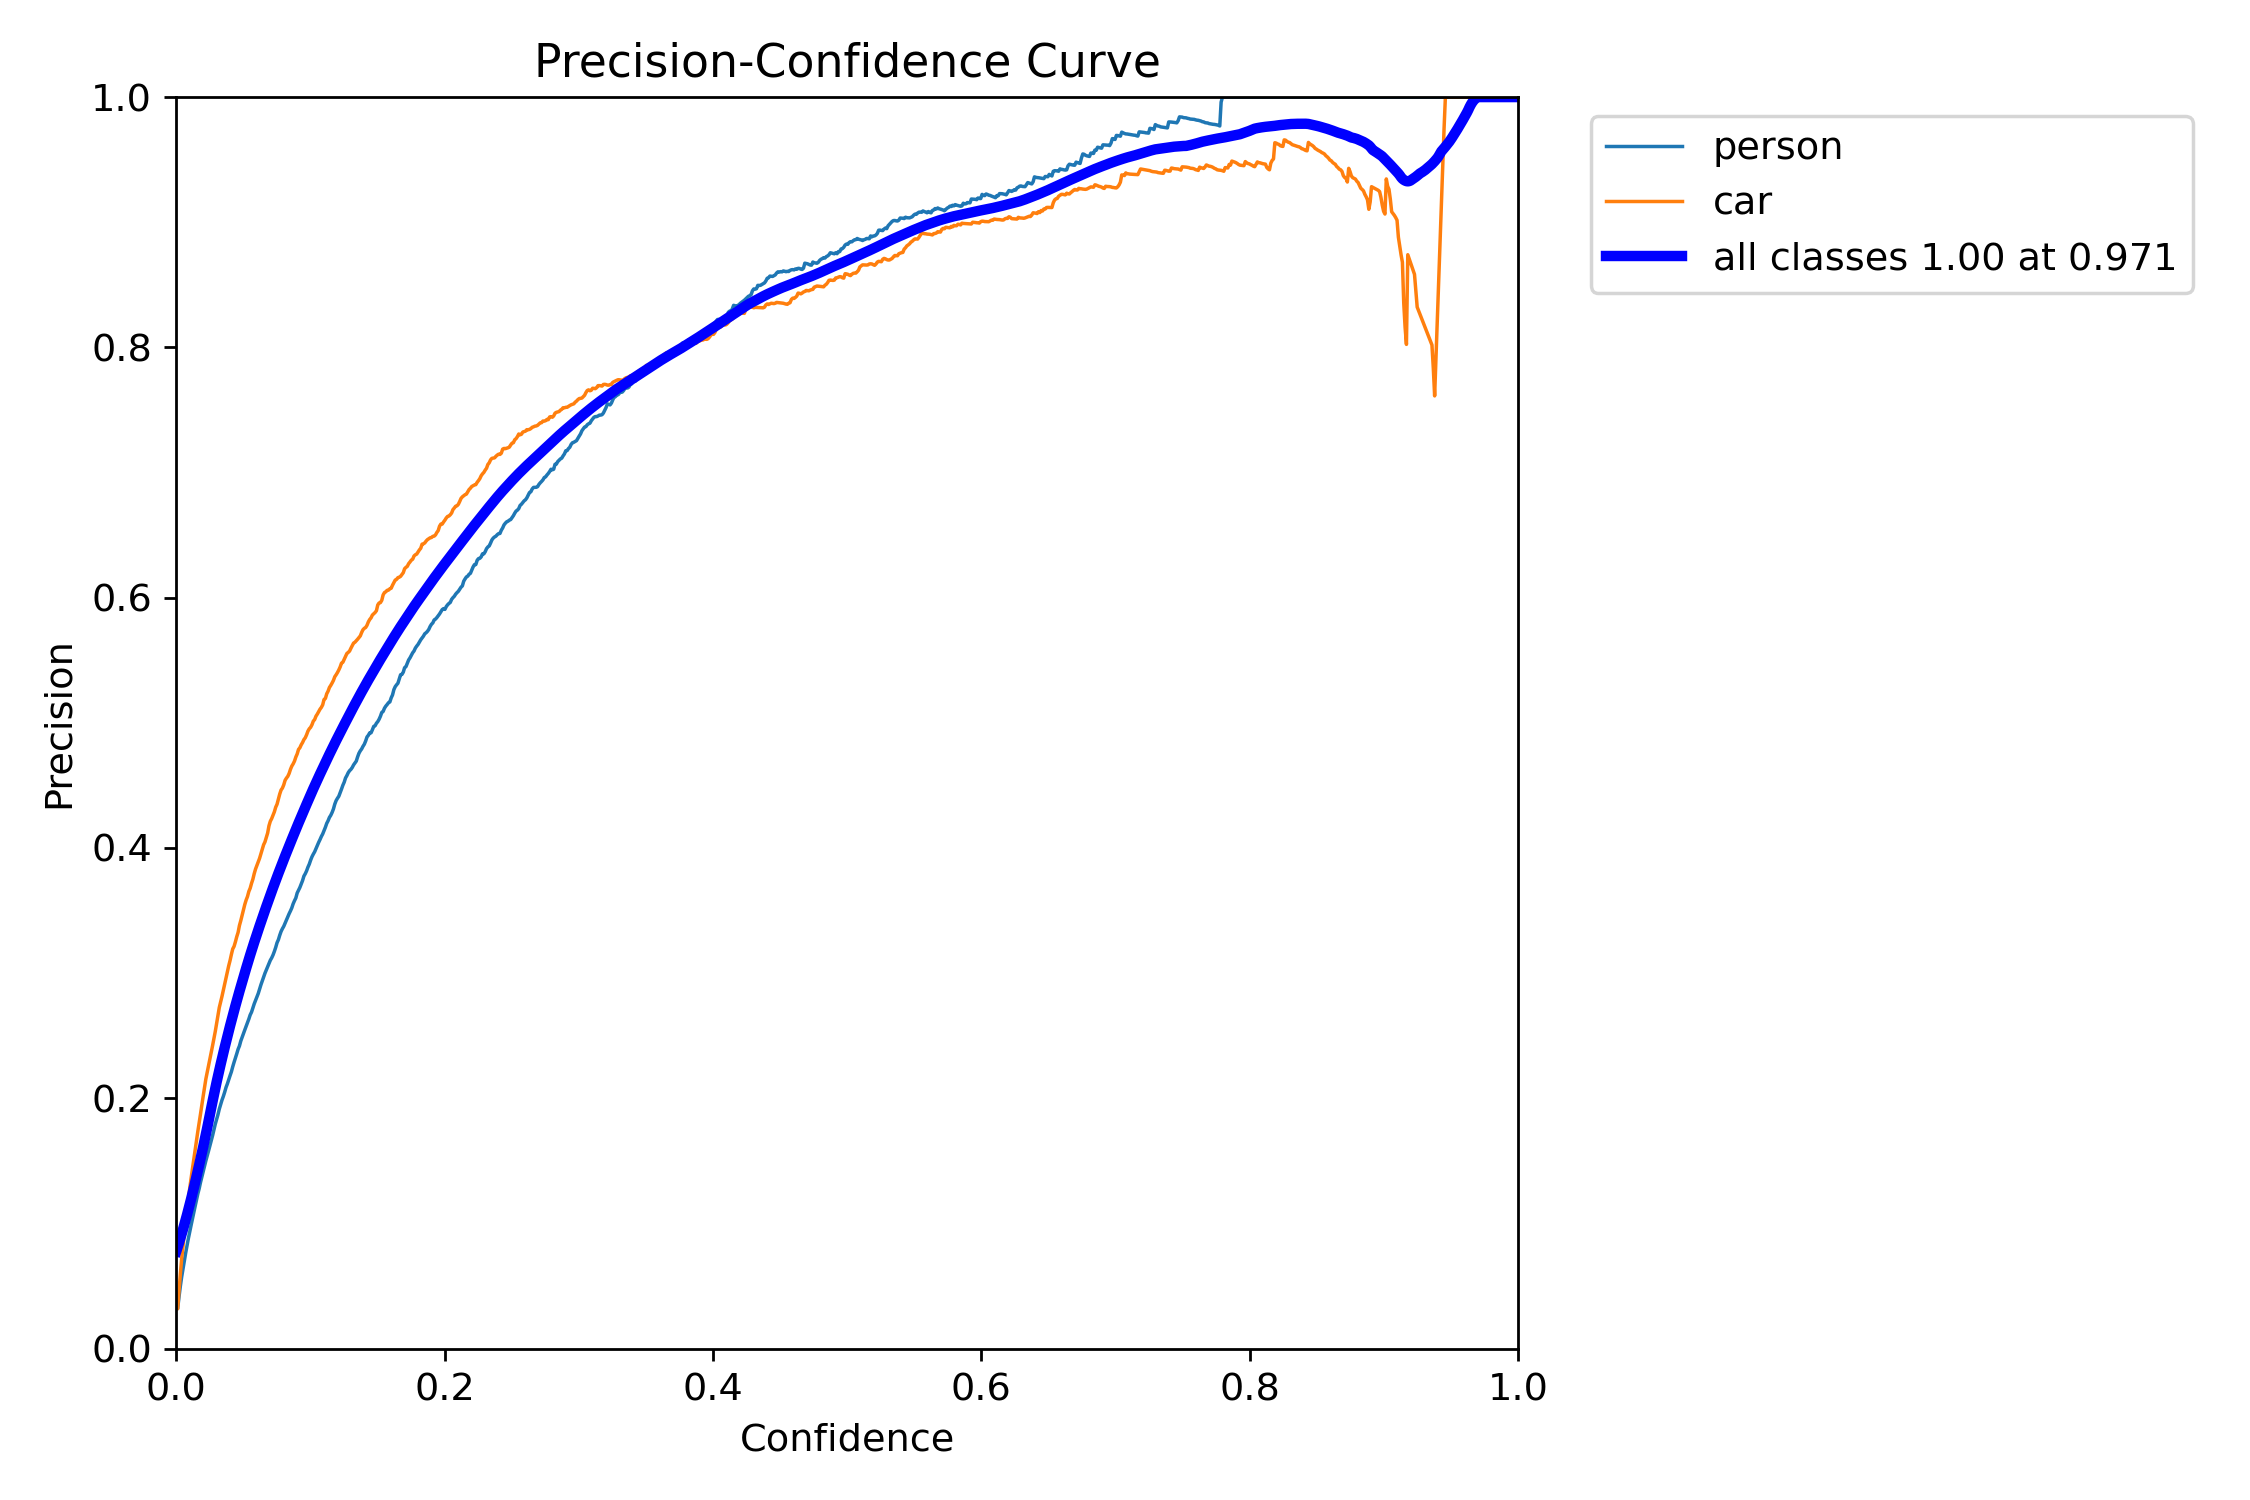 Precision-Confidence Curve
1.0
0.8
0.6
0.4
0.2
0.0
Precision
0.0 0.2 0.4 0.6 0.8 1.0
Confidence
person
car
all classes 1.00 at 0.971